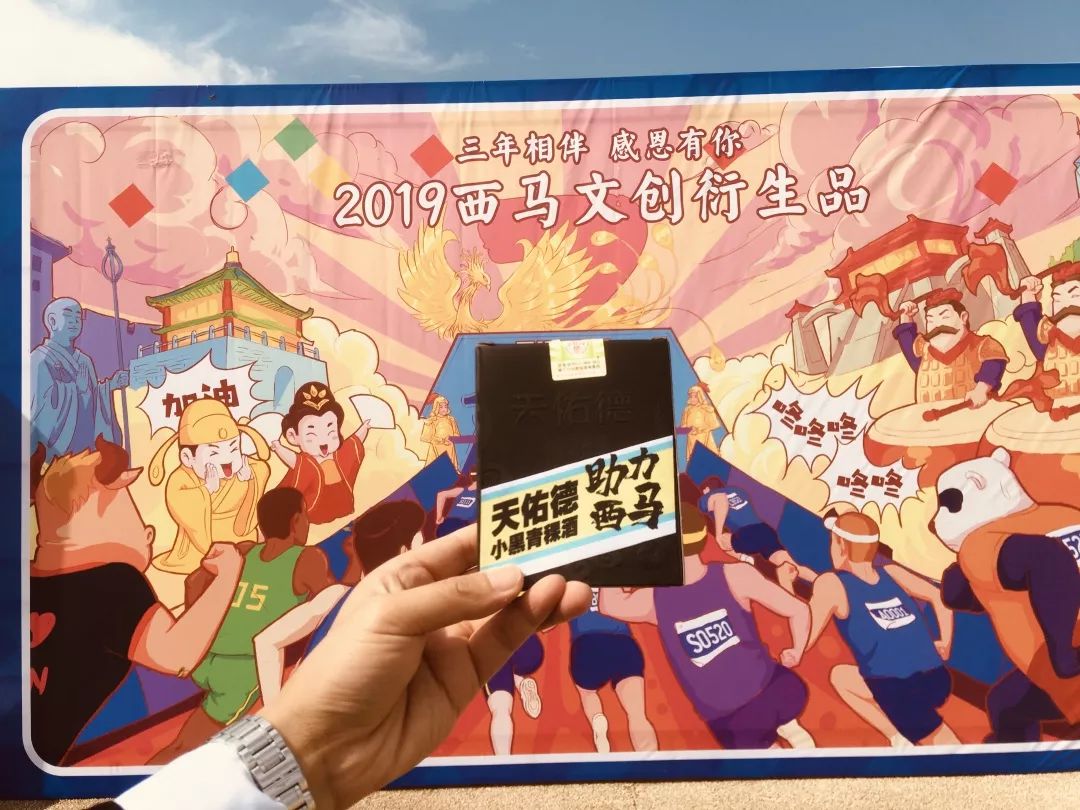 三年相伴 感恩有你
2019西马文创衍生品
加油
咚咚咚
咚咚
天佑德
天佑德
小黑青稞酒
助力
西马
05
N
SO520
A0001